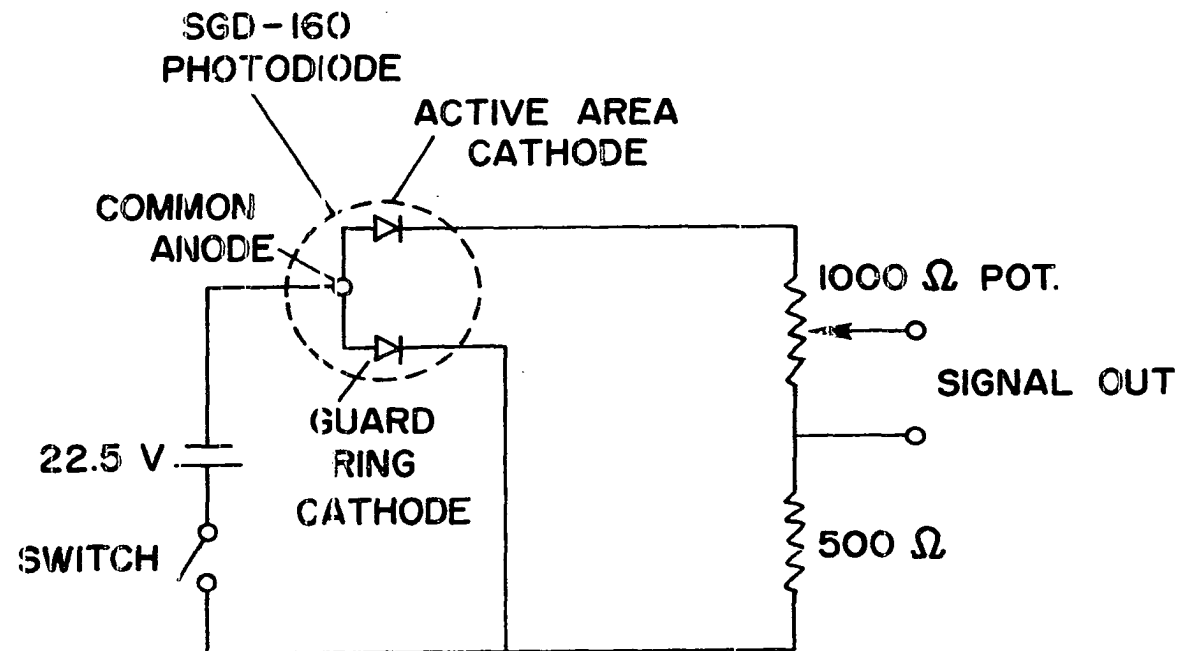 SGD-160
PHOTODIODE
ACTIVE AREA
CATHODE
COMMON
ANODE
1000 Ω POT.
SIGNAL OUT
GUARD
RING
CATHODE
22.5 V
SWITCH
500 Ω